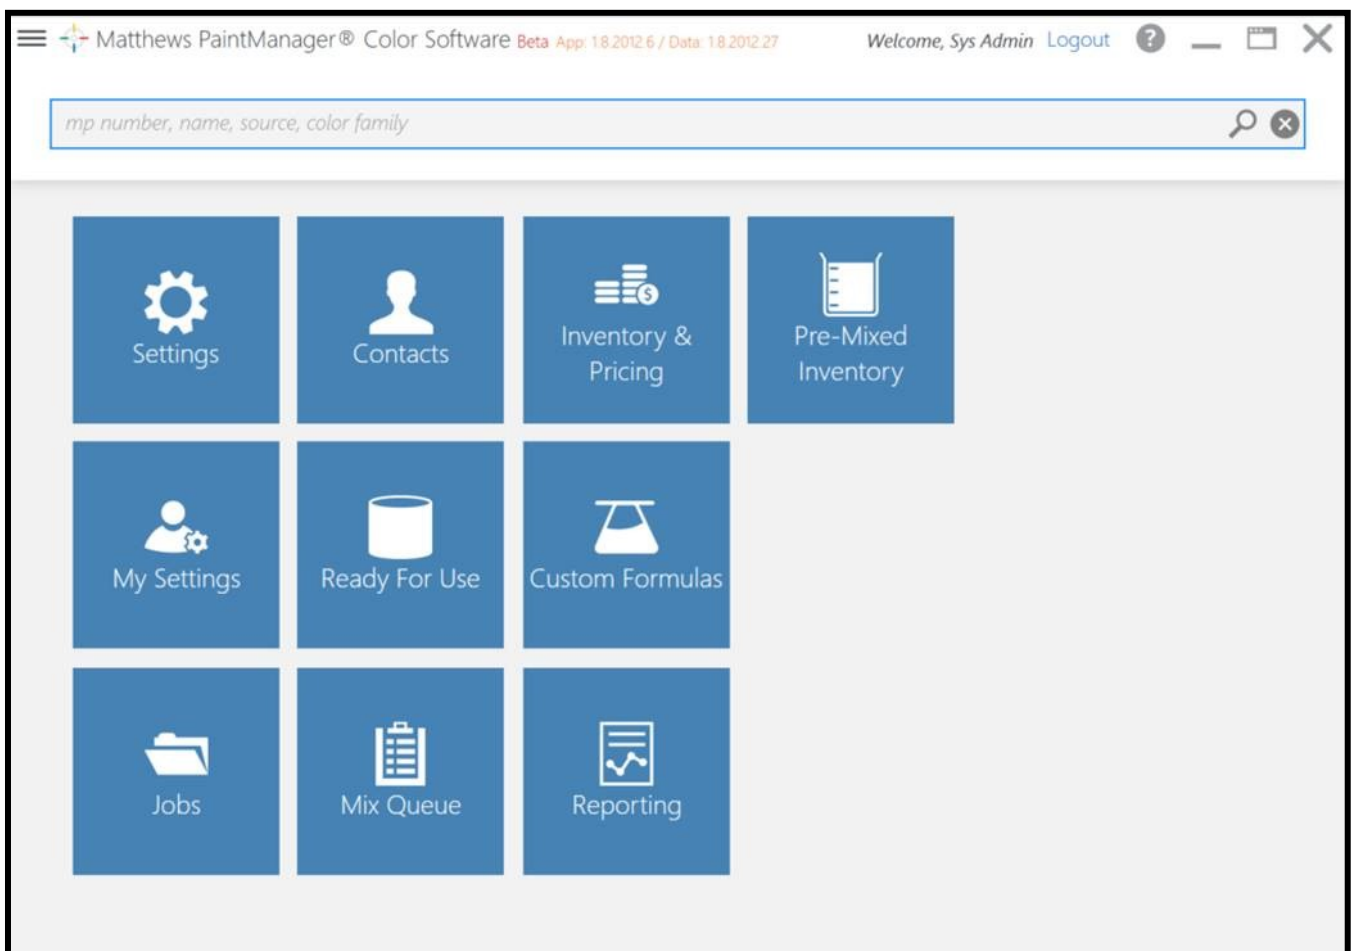 Matthews PaintManager® Color Software Beta App: 1.8.2012.6 / Data: 1.8.2012.27 Welcome, Sys Admin Logout ?
mp number, name, source, color family
Settings
Contacts
$
Inventory &
Pricing
Pre-Mixed
Inventory
My Settings
Ready For Use
Custom Formulas
Jobs
Mix Queue
Reporting